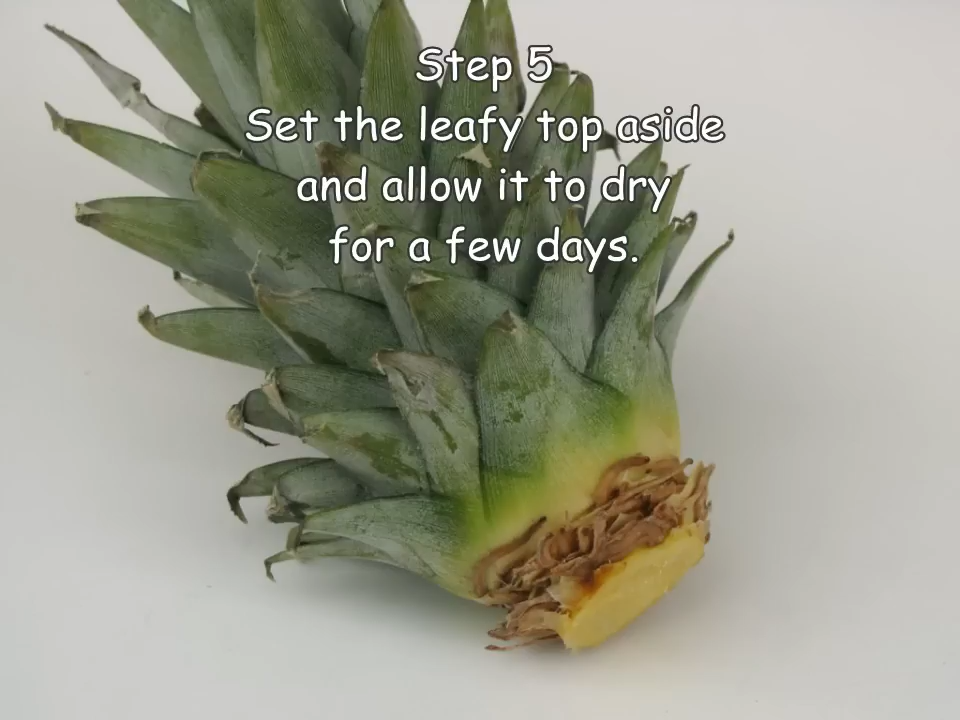 Step 5
Set the leafy top aside
and allow it to dry
for a few days.